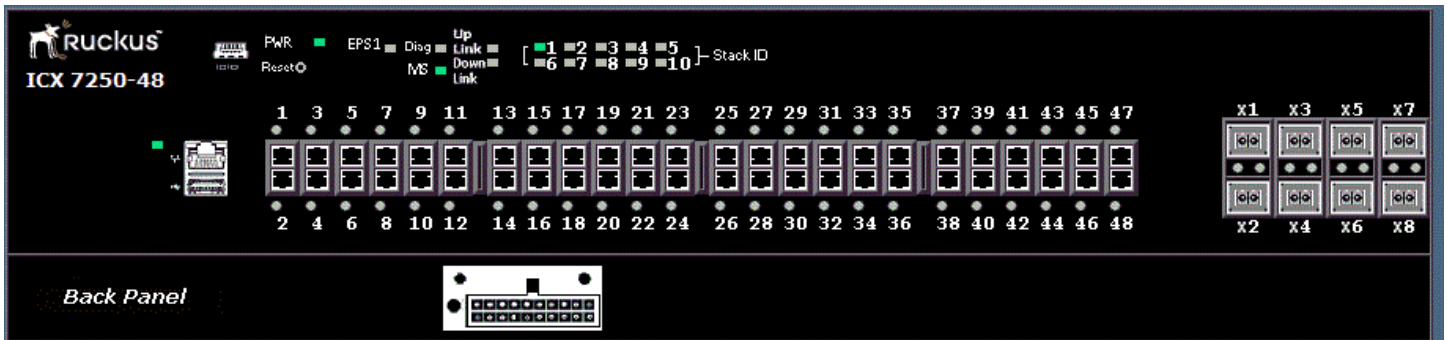 Ruckus
ICX 7250-48
PWR
Reset
EPS1
Diag
MS
Up
Link
Down
Link
1 2 3 4 5
6 7 8 9 10
Stack ID
1 3 5 7 9 11 13 15 17 19 21 23 25 27 29 31 33 35 37 39 41 43 45 47
2 4 6 8 10 12 14 16 18 20 22 24 26 28 30 32 34 36 38 40 42 44 46 48
X1 X3 X5 X7
X2 X4 X6 X8
Back Panel